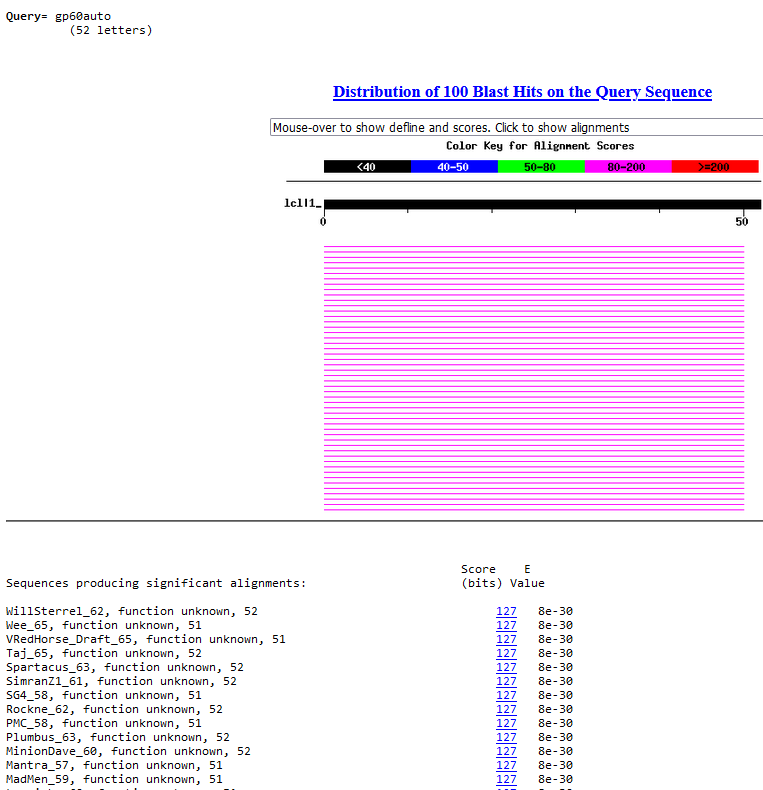 Query= gp60auto
(52 letters)
Distribution of 100 Blast Hits on the Query Sequence
Mouse-over to show defline and scores. Click to show alignments
Color Key for Alignment Scores
<40 40-50 50-80 80-200 >=200
lcl|1_
0 50
Score E
Sequences producing significant alignments: (bits) Value
WillSterrel_62, function unknown, 52 127 8e-30
Wee_65, function unknown, 51 127 8e-30
VRedHorse_Draft_65, function unknown, 51 127 8e-30
Taj_65, function unknown, 52 127 8e-30
Spartacus_63, function unknown, 52 127 8e-30
SimranZ1_61, function unknown, 52 127 8e-30
SG4_58, function unknown, 51 127 8e-30
Rockne_62, function unknown, 52 127 8e-30
PMC_58, function unknown, 51 127 8e-30
Plumbus_63, function unknown, 52 127 8e-30
MinionDave_60, function unknown, 52 127 8e-30
Mantra_57, function unknown, 51 127 8e-30
MadMen_59, function unknown, 51 127 8e-30